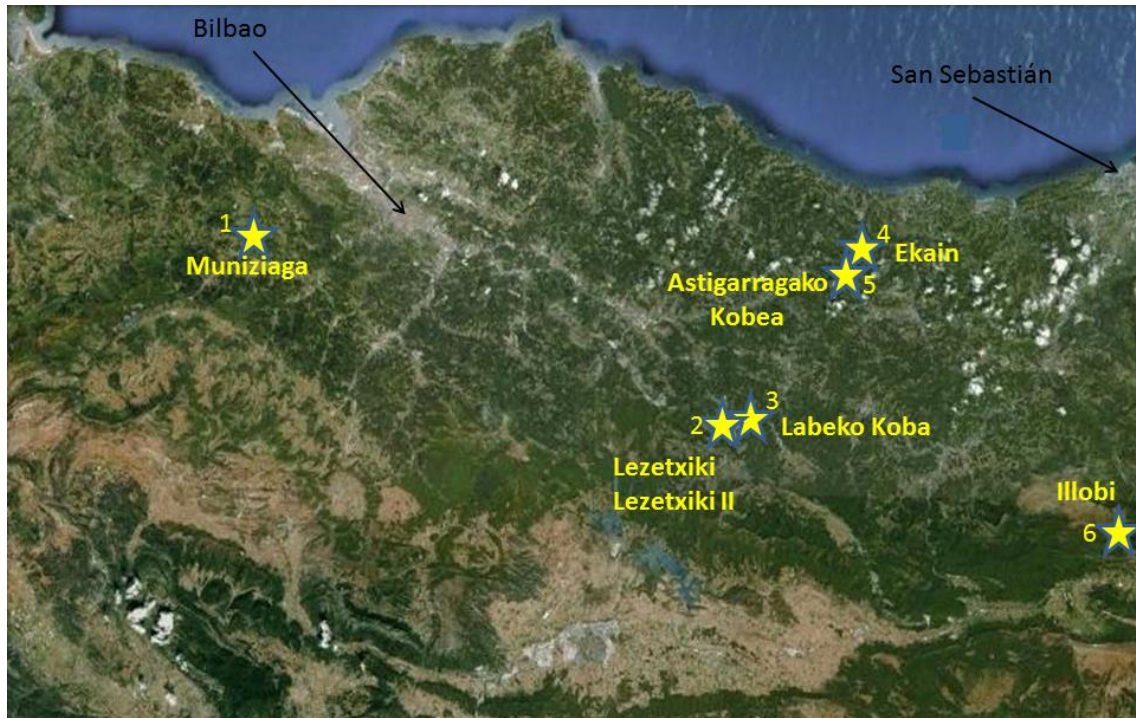 Bilbao
San Sebastián
1
Muniziaga
4
Ekain
Astigarragako
Kobea
5
2
3
Labeko Koba
Lezetxiki
Lezetxiki II
Illobi
6